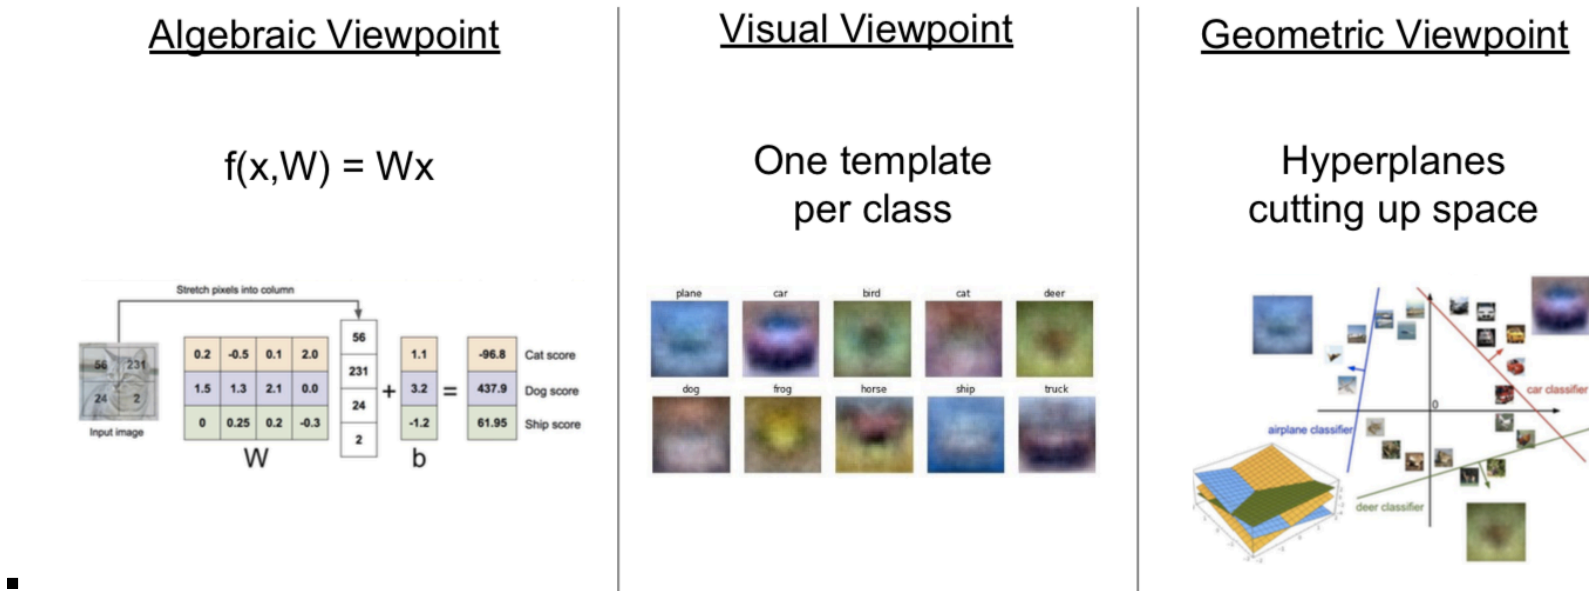 Algebraic Viewpoint
f(x,W) = Wx
Stretch pixels into column
56 231
24 2
Input image
0.2 -0.5 0.1 2.0
1.5 1.3 2.1 0.0
0 0.25 0.2 -0.3
W
56
231
24
2
+
1.1
3.2
-1.2
b
=
-96.8 Cat score
437.9 Dog score
61.95 Ship score
Visual Viewpoint
One template
per class
plane car bird cat deer
dog frog horse ship truck
Geometric Viewpoint
Hyperplanes
cutting up space
car classifier
0
airplane classifier
deer classifier